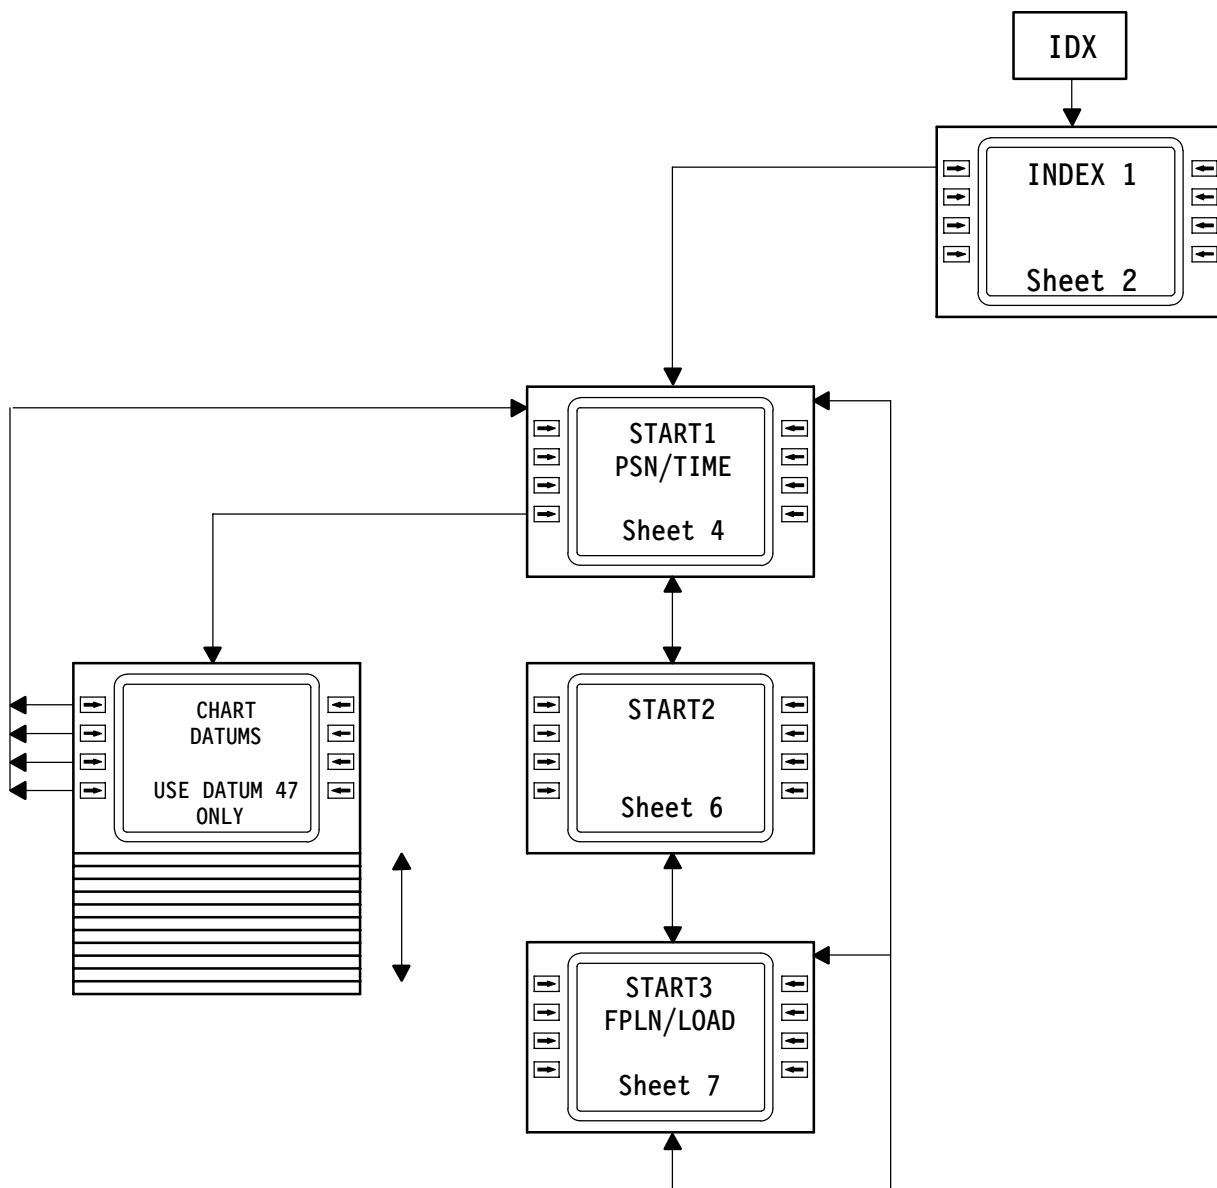 IDX
INDEX 1
Sheet 2
START1
PSN/TIME
Sheet 4
CHART
DATUMS
USE DATUM 47
ONLY
START2
Sheet 6
START3
FPLN/LOAD
Sheet 7